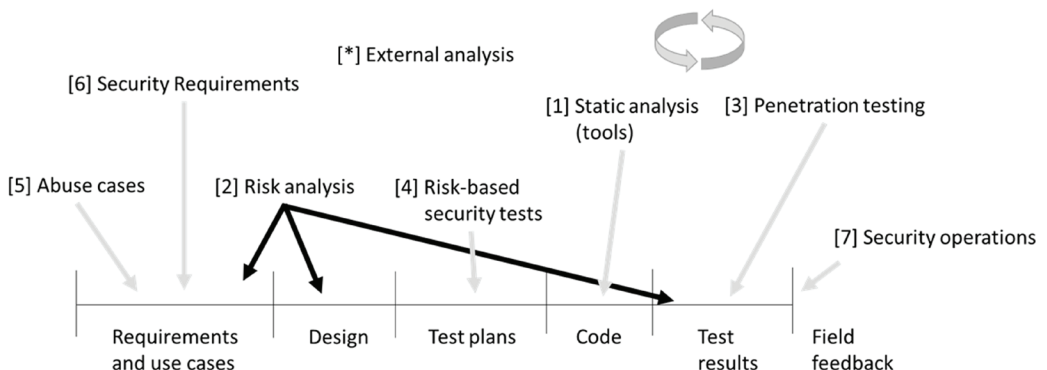 [*] External analysis
[6] Security Requirements
[1] Static analysis
(tools)
[3] Penetration testing
[5] Abuse cases
[2] Risk analysis
[4] Risk-based
security tests
[7] Security operations
Requirements
and use cases
Design
Test plans
Code
Test
results
Field
feedback